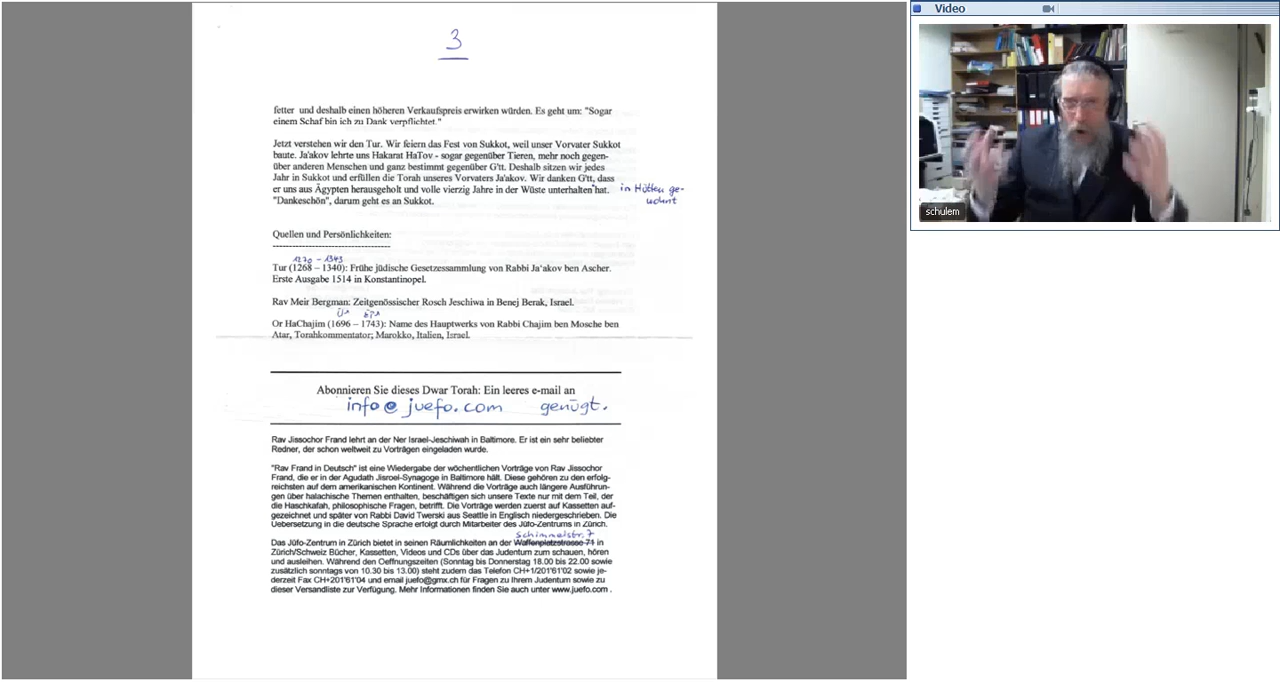 3
fetter und deshalb einen höheren Verkaufspreis erwirken würden. Es geht um: "Sogar
einem Schaf bin ich zu Dank verpflichtet."
Jetzt verstehen wir den Tur. Wir feiern das Fest von Sukkot, weil unser Vorvater Sukkot
baute. Ja'akov lehrte uns Hakarat HaTov - sogar gegenüber Tieren, mehr noch gegen-
über anderen Menschen und ganz bestimmt gegenüber G'tt. Deshalb sitzen wir jedes
Jahr in Sukkot und erfüllen die Torah unseres Vorvaters Ja'akov. Wir danken G'tt, dass
er uns aus Ägypten herausgeholt und volle vierzig Jahre in der Wüste unterhalten hat. in Hütten ge-
"Dankeschön", darum geht es an Sukkot.
Quellen und Persönlichkeiten:
-----------------------------------
1270 - 1343
Tur (1268 – 1340): Frühe jüdische Gesetzessammlung von Rabbi Ja'akov ben Ascher.
Erste Ausgabe 1514 in Konstantinopel.
Rav Meir Bergman: Zeitgenössischer Rosch Jeschiwa in Benej Berak, Israel.
Or HaChajim (1696 – 1743): Name des Hauptwerks von Rabbi Chajim ben Mosche ben
Atar, Torahkommentator; Marokko, Italien, Israel.
Abonnieren Sie dieses Dwar Torah: Ein leeres e-mail an
info@juefo.com genügt.
Rav Jissochor Frand lehrt an der Ner Israel-Jeschiwah in Baltimore. Er ist ein sehr beliebter
Redner, der schon weltweit zu Vorträgen eingeladen wurde.
"Rav Frand in Deutsch" ist eine Wiedergabe der wöchentlichen Vorträge von Rav Jissochor
Frand, die er in der Agudath Jisroel-Synagoge in Baltimore hält. Diese gehören zu den erfolg-
reichsten auf dem amerikanischen Kontinent. Während die Vorträge auch längere Ausführun-
gen über halachische Themen enthalten, beschäftigen sich unsere Texte nur mit dem Teil, der
die Haschkafah, philosophische Fragen, betrifft. Die Vorträge werden zuerst auf Kassetten auf-
gezeichnet und später von Rabbi David Twerski aus Seattle in Englisch niedergeschrieben. Die
Uebersetzung in die deutsche Sprache erfolgt durch Mitarbeiter des Jüfo-Zentrums in Zürich.
Schimmelstr. 7
Das Jüfo-Zentrum in Zürich bietet in seinen Räumlichkeiten an der Waffenplatzstrasse 71 in
Zürich/Schweiz Bücher, Kassetten, Videos und CDs über das Judentum zum schauen, hören
und ausleihen. Während den Oeffnungszeiten (Sonntag bis Donnerstag 18.00 bis 22.00 sowie
zusätzlich sonntags von 10.30 bis 13.00) steht zudem das Telefon CH+1/201'61'02 sowie je-
derzeit Fax CH+201'61'04 und email juefo@gmx.ch für Fragen zu Ihrem Judentum sowie zu
dieser Versandliste zur Verfügung. Mehr Informationen finden Sie auch unter www.juefo.com .
Video
schulem